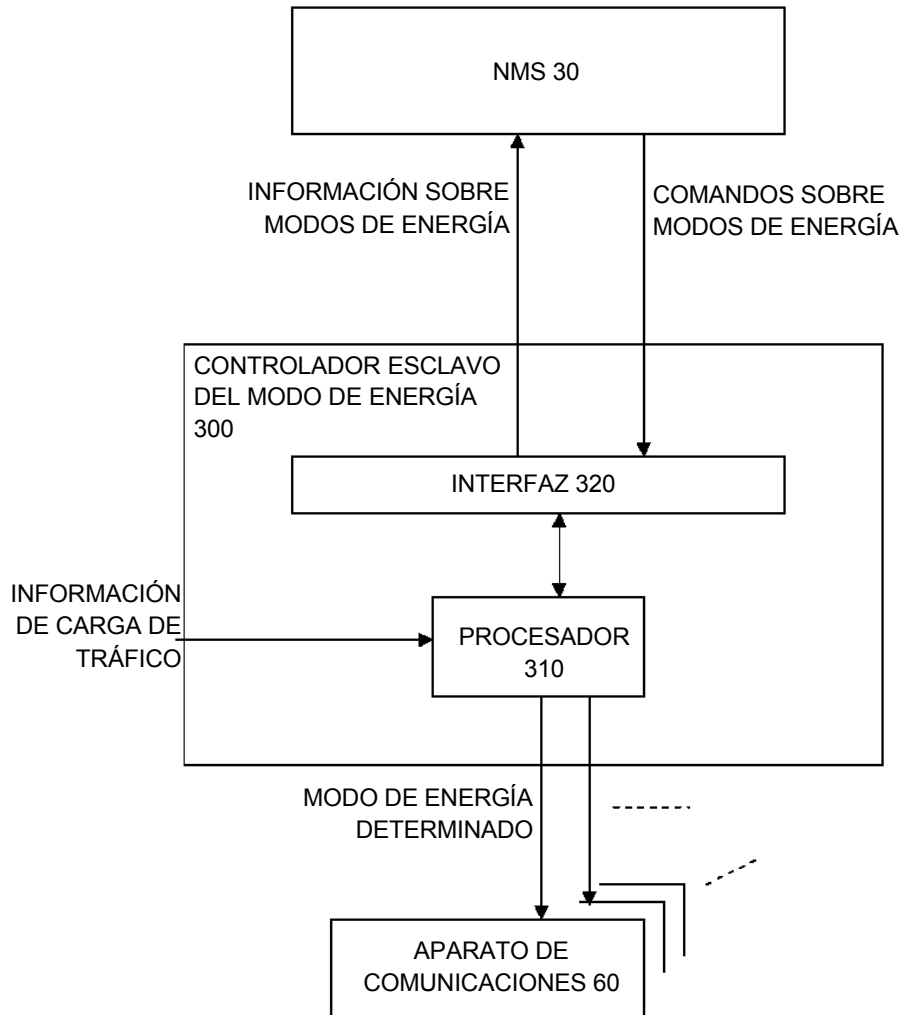 NMS 30
INFORMACIÓN SOBRE
MODOS DE ENERGÍA
COMANDOS SOBRE
MODOS DE ENERGÍA
CONTROLADOR ESCLAVO
DEL MODO DE ENERGÍA
300
INTERFAZ 320
INFORMACIÓN
DE CARGA DE
TRÁFICO
PROCESADOR
310
MODO DE ENERGÍA
DETERMINADO
APARATO DE
COMUNICACIONES 60